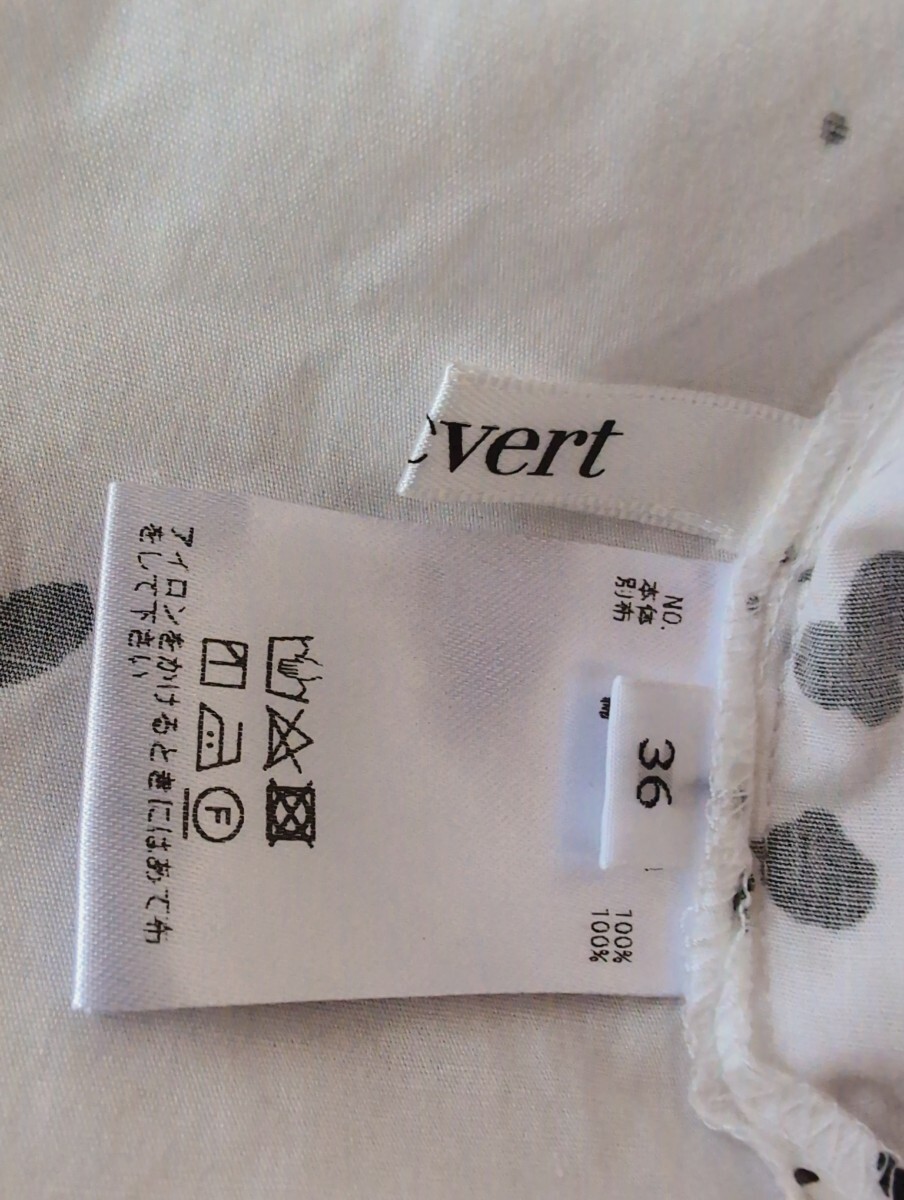 vert
NO.
本体
別布
36
100%
100%
F
アイロンをかけるときにはあて布
をして下さい